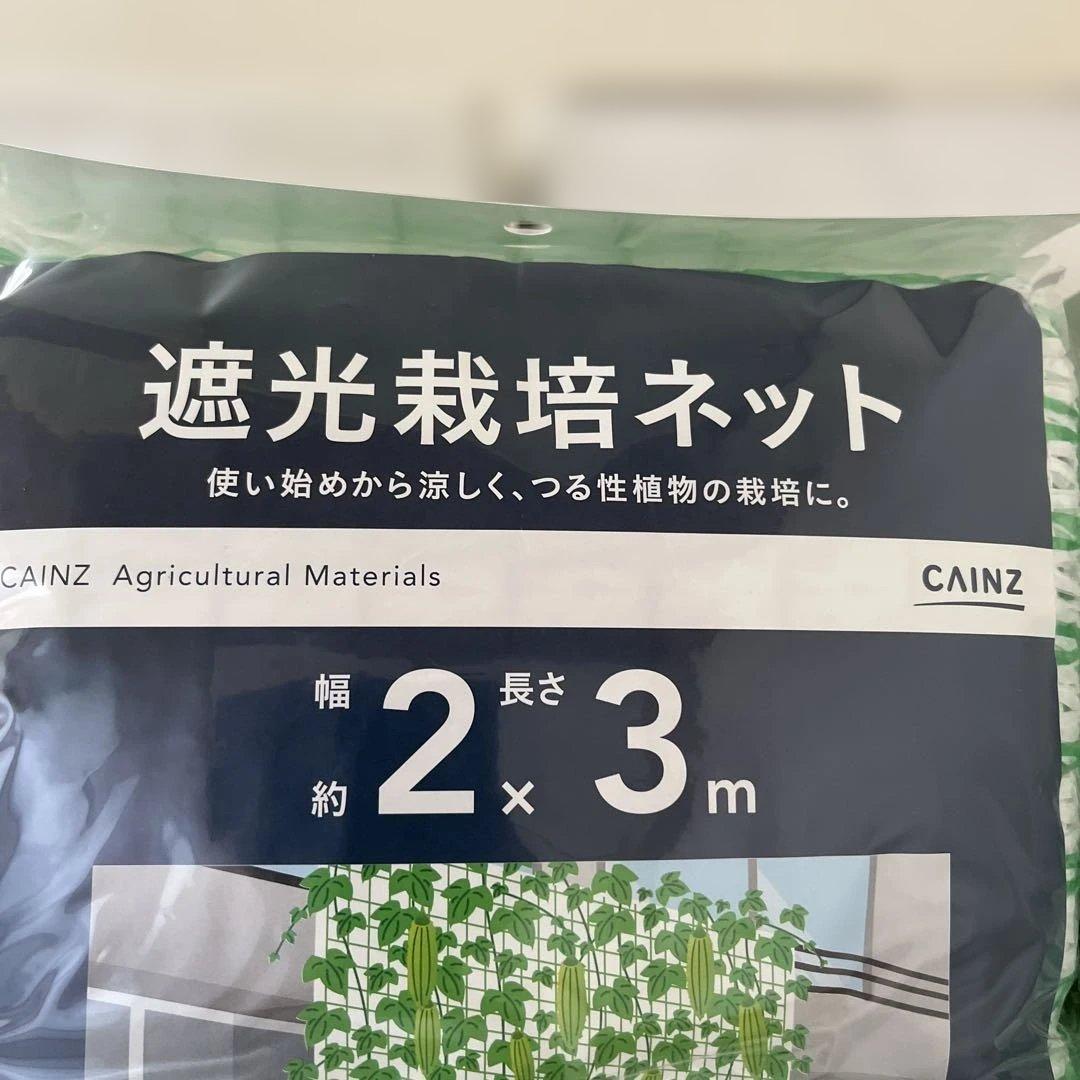 遮光栽培ネット
使い始めから涼しく、つる性植物の栽培に。
CAINZ Agricultural Materials
CAINZ
幅 長さ
約 2 × 3 m